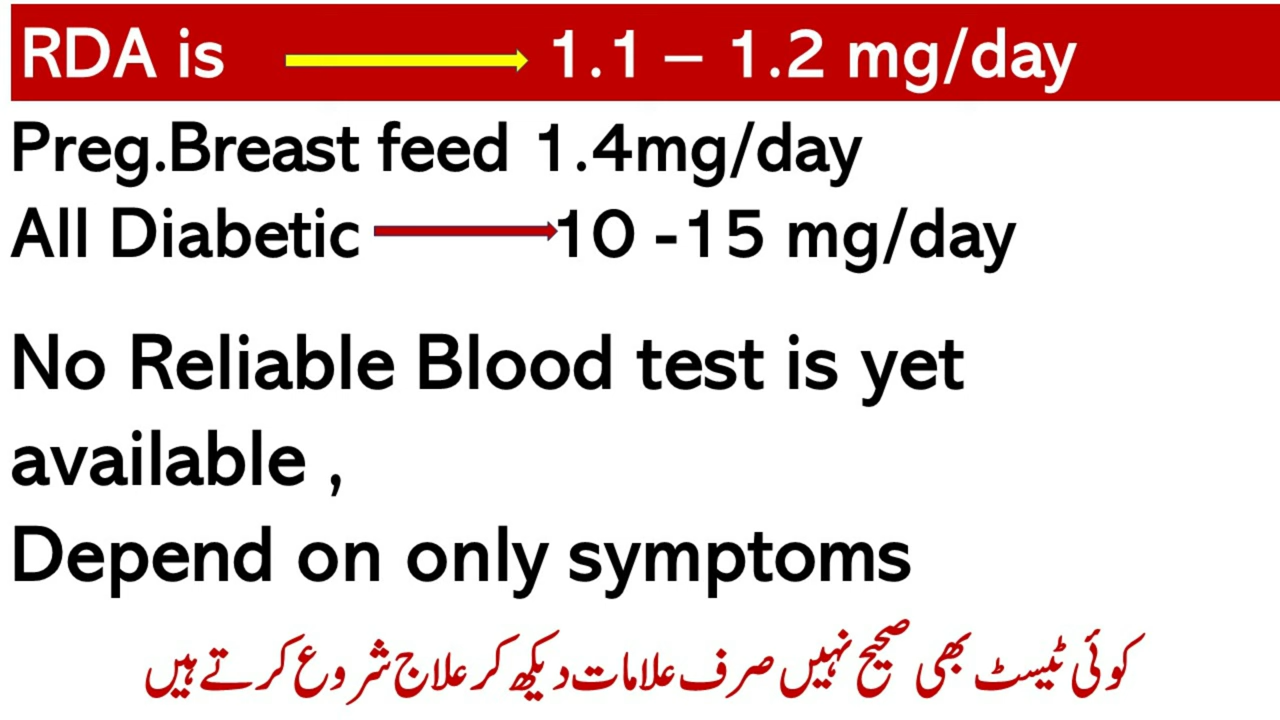 RDA is 1.1 – 1.2 mg/day
Preg.Breast feed 1.4mg/day
All Diabetic 10 -15 mg/day
No Reliable Blood test is yet
available ,
Depend on only symptoms
کوئی ٹیسٹ بھی صحیح نہیں صرف علامات دیکھ کر علاج شروع کرتے ہیں